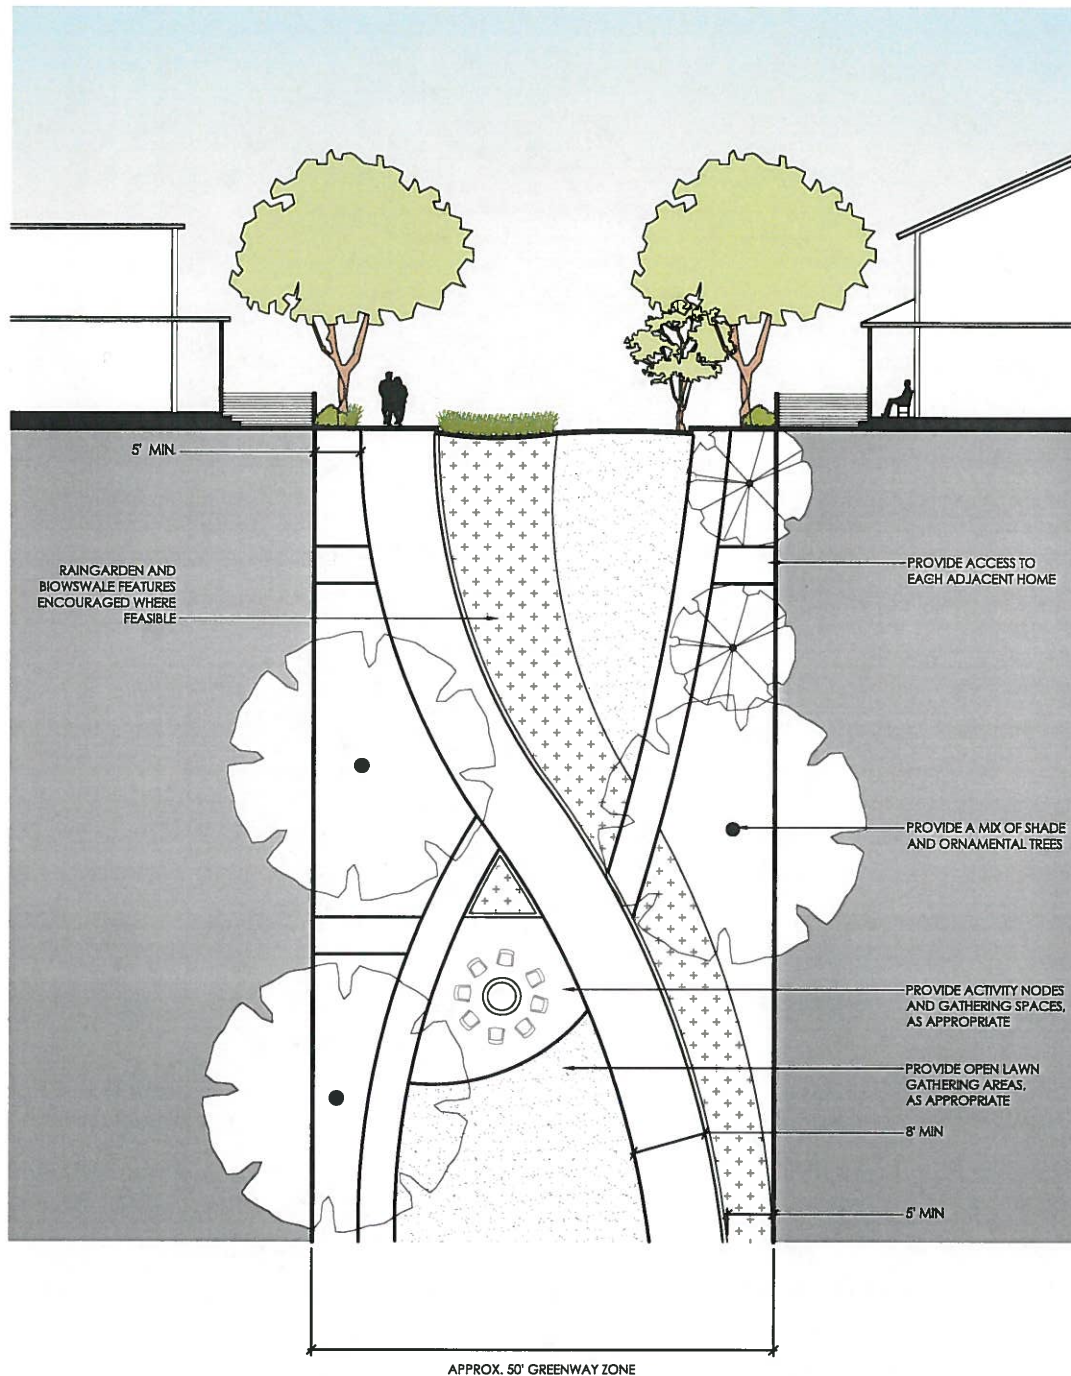 5' MIN.
RAINGARDEN AND
BIOWSWALE FEATURES
ENCOURAGED WHERE
FEASIBLE
PROVIDE ACCESS TO
EACH ADJACENT HOME
PROVIDE A MIX OF SHADE
AND ORNAMENTAL TREES
PROVIDE ACTIVITY NODES
AND GATHERING SPACES,
AS APPROPRIATE
PROVIDE OPEN LAWN
GATHERING AREAS,
AS APPROPRIATE
8' MIN
5' MIN
APPROX. 50' GREENWAY ZONE